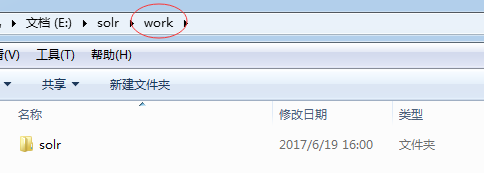 文档 (E:) solr work
(V) 工具(T) 帮助(H)
共享 新建文件夹
名称 修改日期 类型
solr 2017/6/19 16:00 文件夹